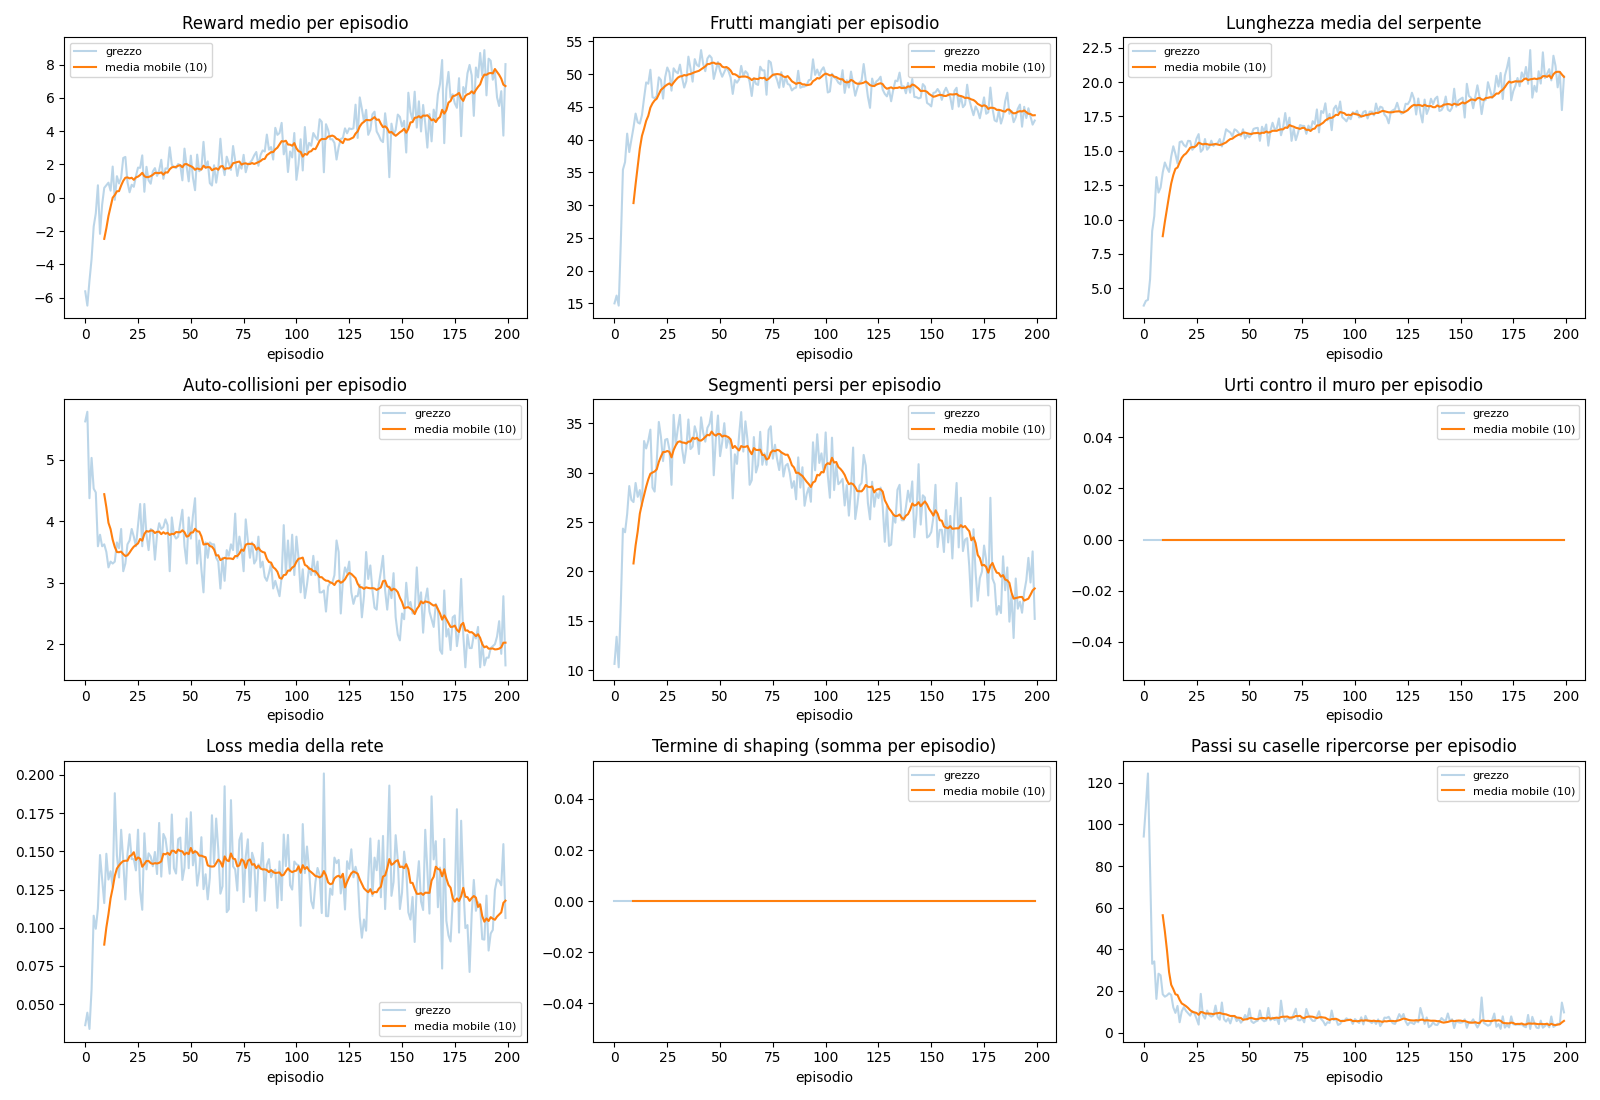 Reward medio per episodio
grezzo
media mobile (10)
8
6
4
2
0
−2
−4
−6
0 25 50 75 100 125 150 175 200
episodio
Frutti mangiati per episodio
grezzo
media mobile (10)
55
50
45
40
35
30
25
20
15
0 25 50 75 100 125 150 175 200
episodio
Lunghezza media del serpente
grezzo
media mobile (10)
22.5
20.0
17.5
15.0
12.5
10.0
7.5
5.0
0 25 50 75 100 125 150 175 200
episodio
Auto-collisioni per episodio
grezzo
media mobile (10)
5
4
3
2
0 25 50 75 100 125 150 175 200
episodio
Segmenti persi per episodio
grezzo
media mobile (10)
35
30
25
20
15
10
0 25 50 75 100 125 150 175 200
episodio
Urti contro il muro per episodio
grezzo
media mobile (10)
0.04
0.02
0.00
−0.02
−0.04
0 25 50 75 100 125 150 175 200
episodio
Loss media della rete
0.200
0.175
0.150
0.125
0.100
0.075
0.050
grezzo
media mobile (10)
0 25 50 75 100 125 150 175 200
episodio
Termine di shaping (somma per episodio)
grezzo
media mobile (10)
0.04
0.02
0.00
−0.02
−0.04
0 25 50 75 100 125 150 175 200
episodio
Passi su caselle ripercorse per episodio
grezzo
media mobile (10)
120
100
80
60
40
20
0
0 25 50 75 100 125 150 175 200
episodio